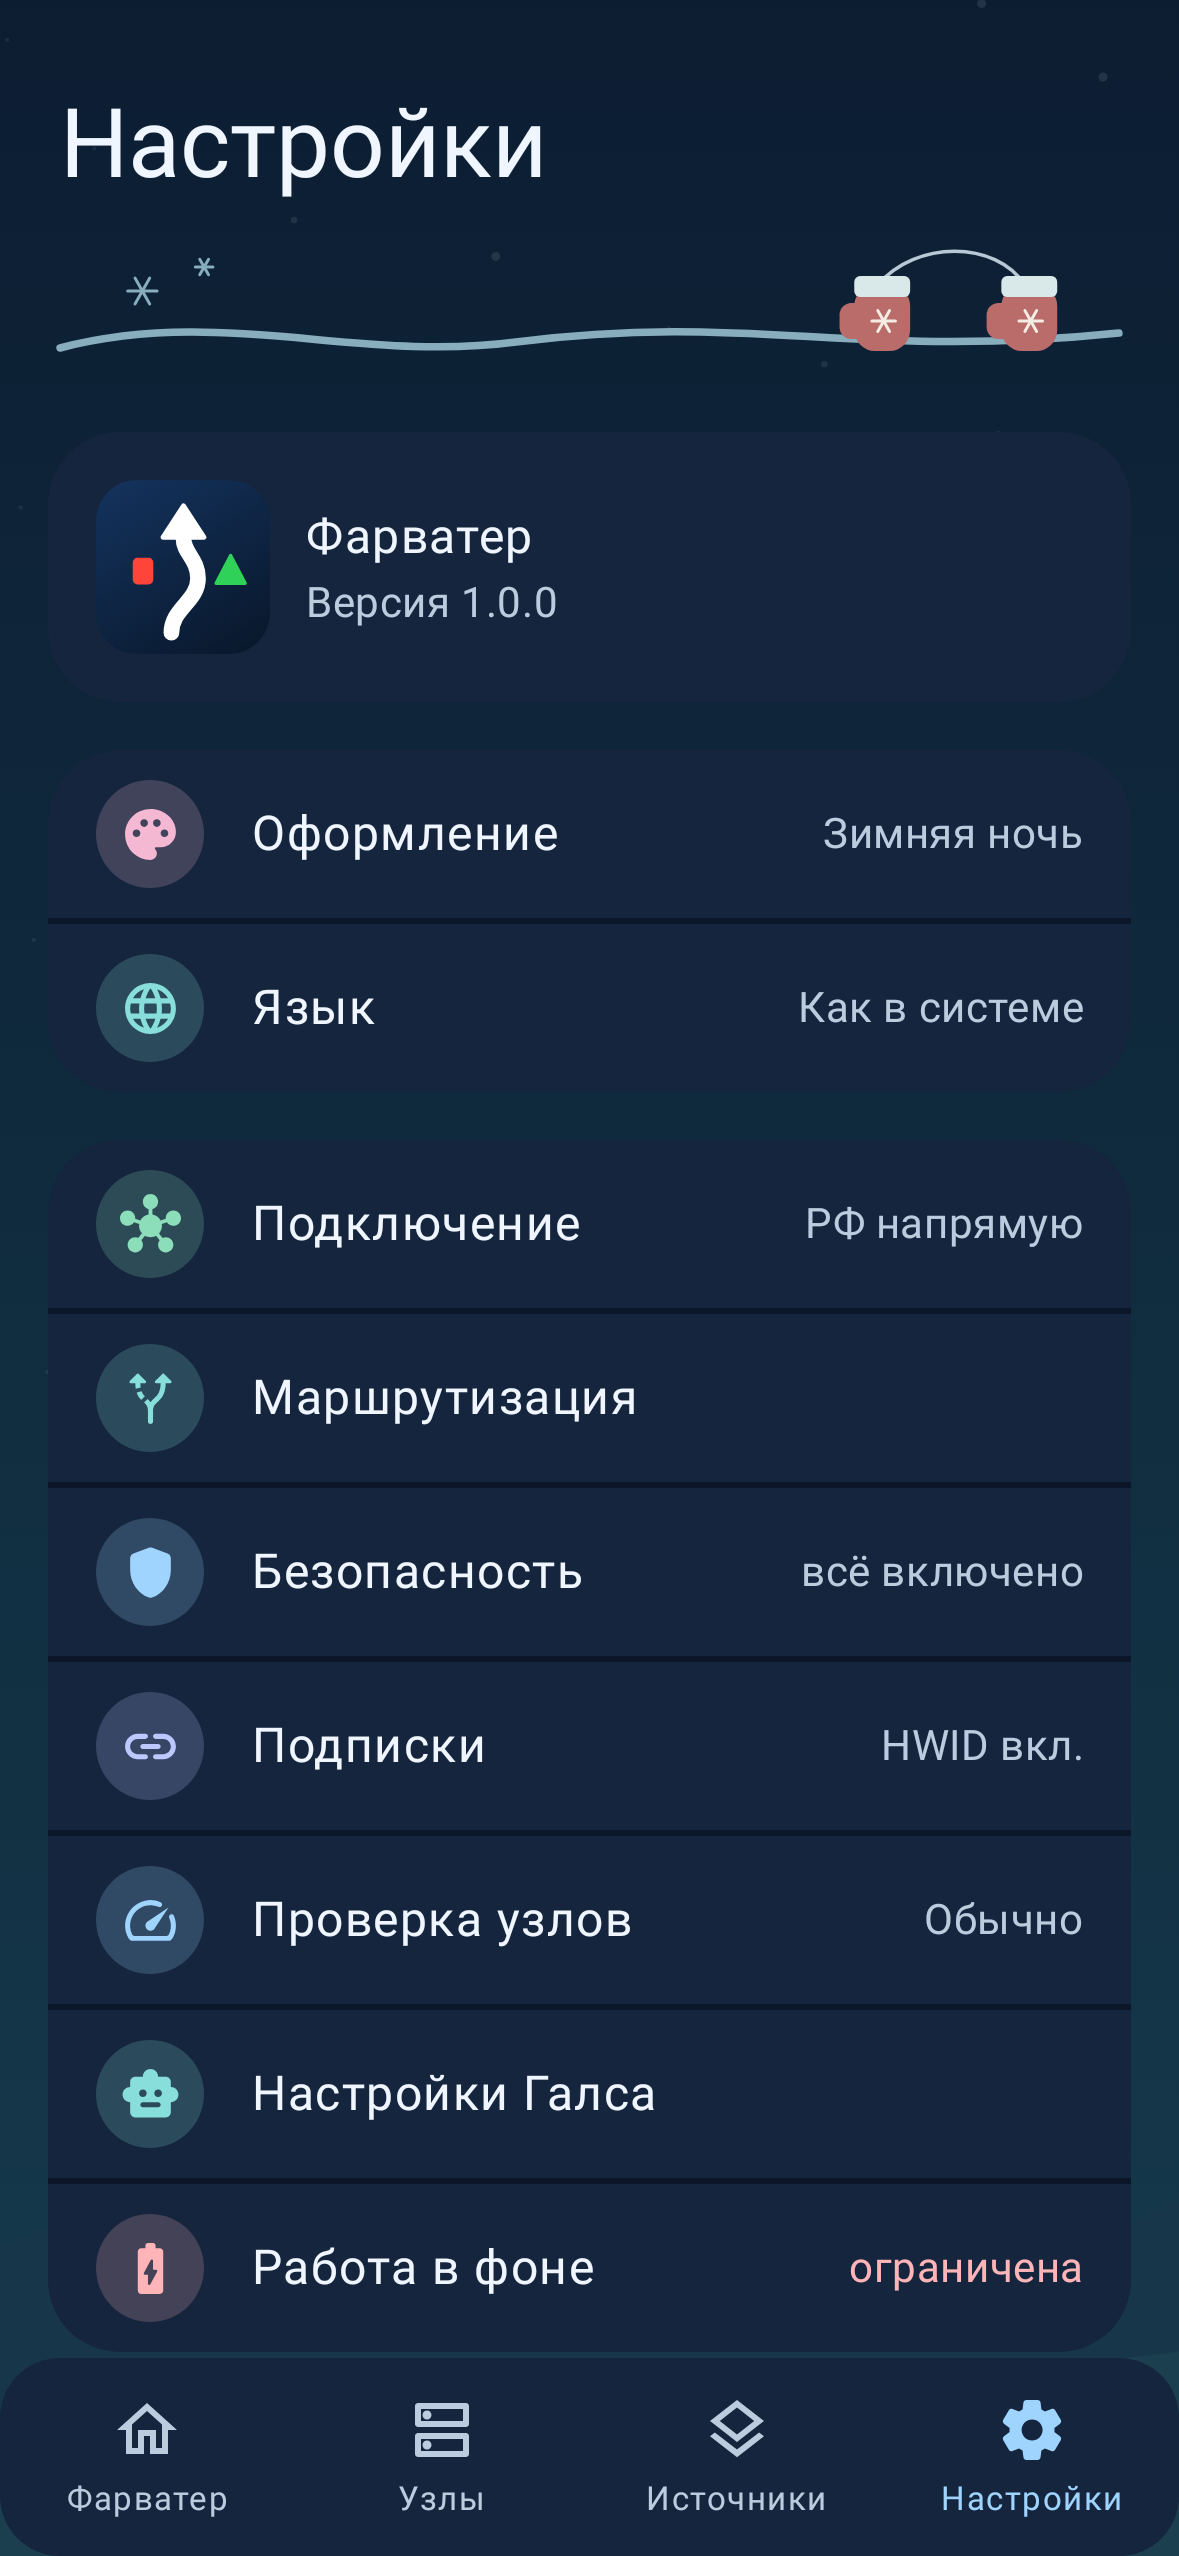 Настройки
Фарватер
Версия 1.0.0
Оформление
Зимняя ночь
Язык
Как в системе
Подключение
РФ напрямую
Маршрутизация
Безопасность
всё включено
Подписки
HWID вкл.
Проверка узлов
Обычно
Настройки Галса
Работа в фоне
ограничена
Фарватер
Узлы
Источники
Настройки